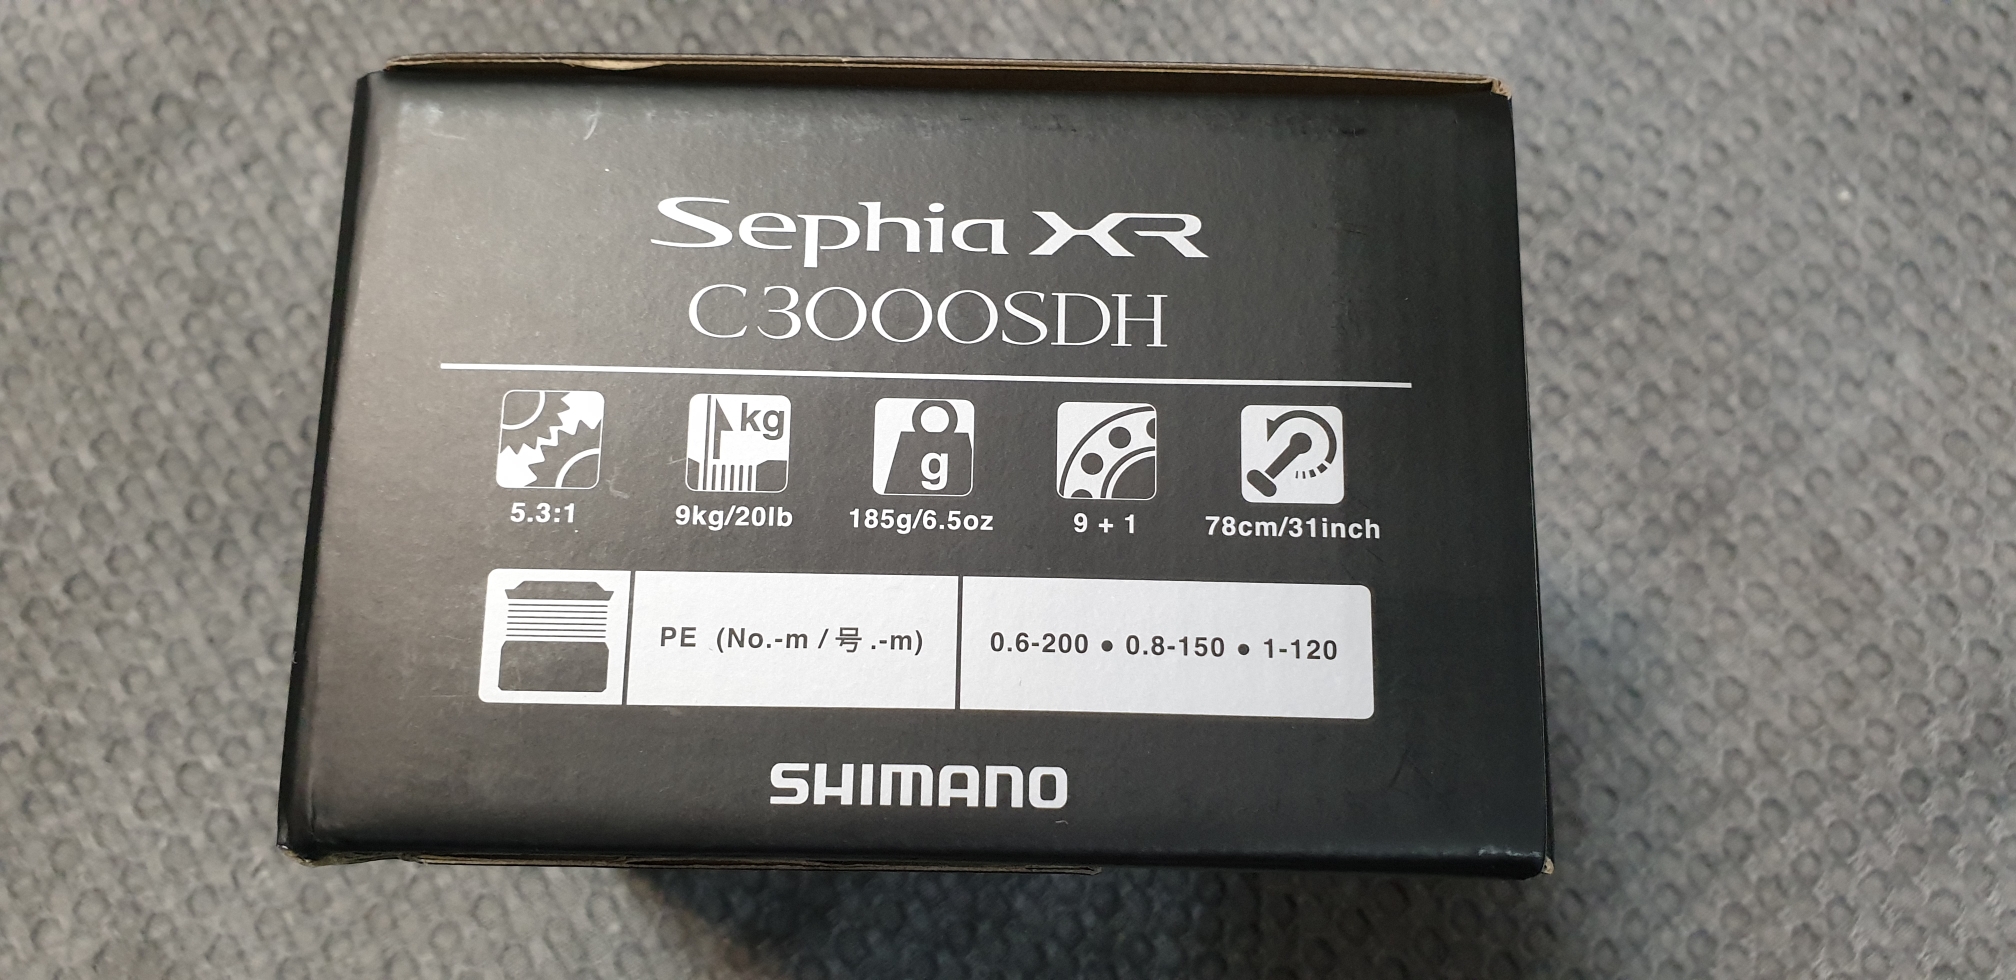 Sephia XR
C3000SDH
kg
g
5.3:1 9kg/20lb 185g/6.5oz 9 + 1 78cm/31inch
PE (No.-m / 号.-m) 0.6-200 ● 0.8-150 ● 1-120
SHIMANO